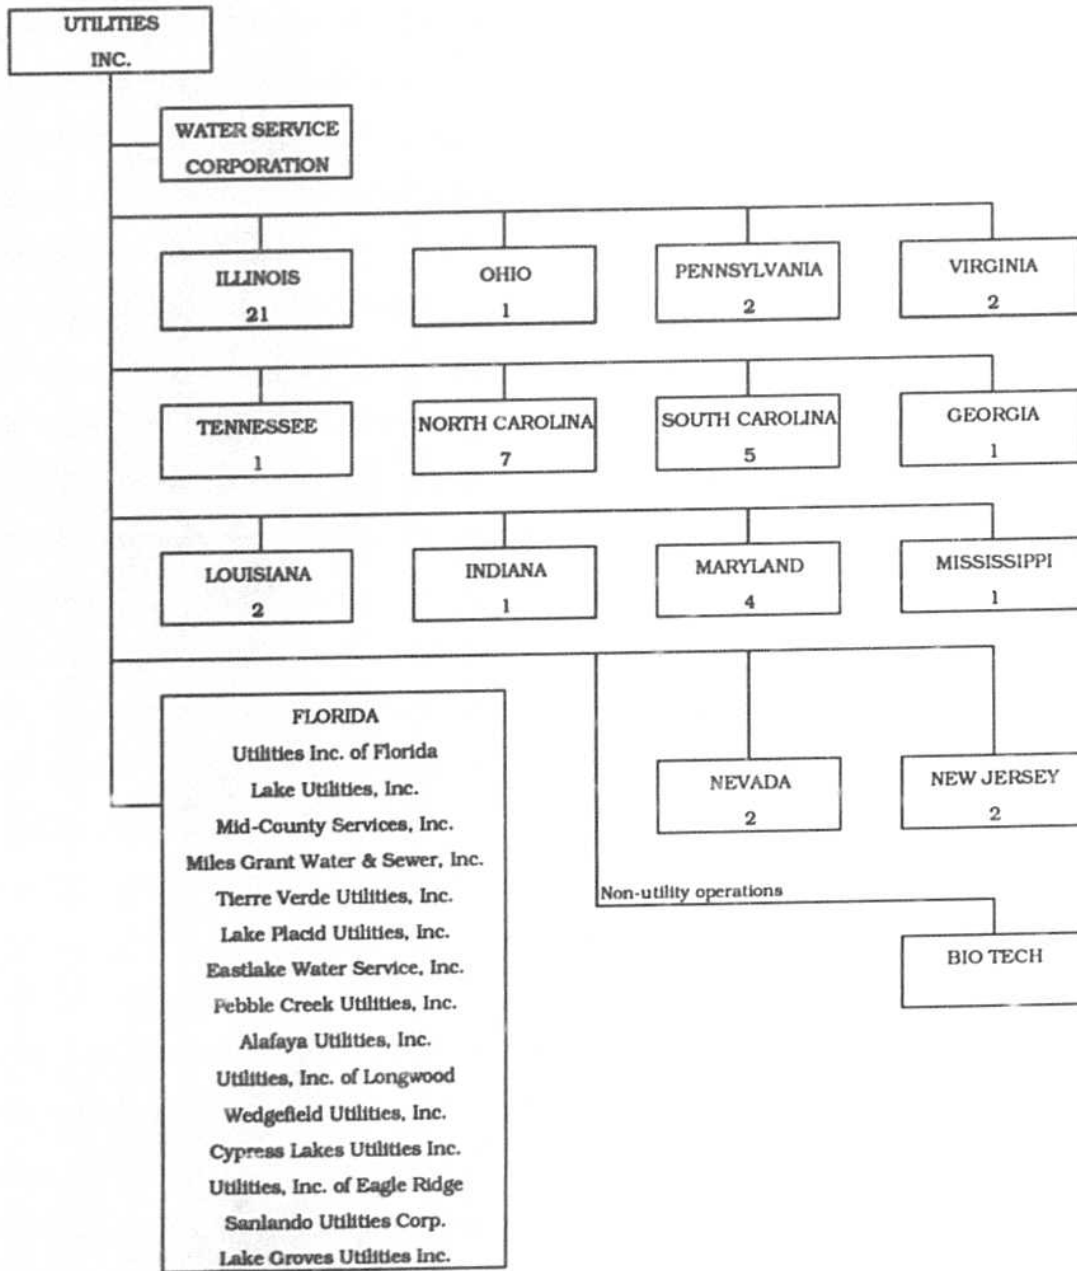 UTILITIES
INC.
WATER SERVICE
CORPORATION
ILLINOIS
21
OHIO
1
PENNSYLVANIA
2
VIRGINIA
2
TENNESSEE
1
NORTH CAROLINA
7
SOUTH CAROLINA
5
GEORGIA
1
LOUISIANA
2
INDIANA
1
MARYLAND
4
MISSISSIPPI
1
FLORIDA
Utilities Inc. of Florida
Lake Utilities, Inc.
Mid-County Services, Inc.
Miles Grant Water & Sewer, Inc.
Tierre Verde Utilities, Inc.
Lake Placid Utilities, Inc.
Eastlake Water Service, Inc.
Pebble Creek Utilities, Inc.
Alafaya Utilities, Inc.
Utilities, Inc. of Longwood
Wedgefield Utilities, Inc.
Cypress Lakes Utilities Inc.
Utilities, Inc. of Eagle Ridge
Sanlando Utilities Corp.
Lake Groves Utilities Inc.
NEVADA
2
NEW JERSEY
2
Non-utility operations
BIO TECH